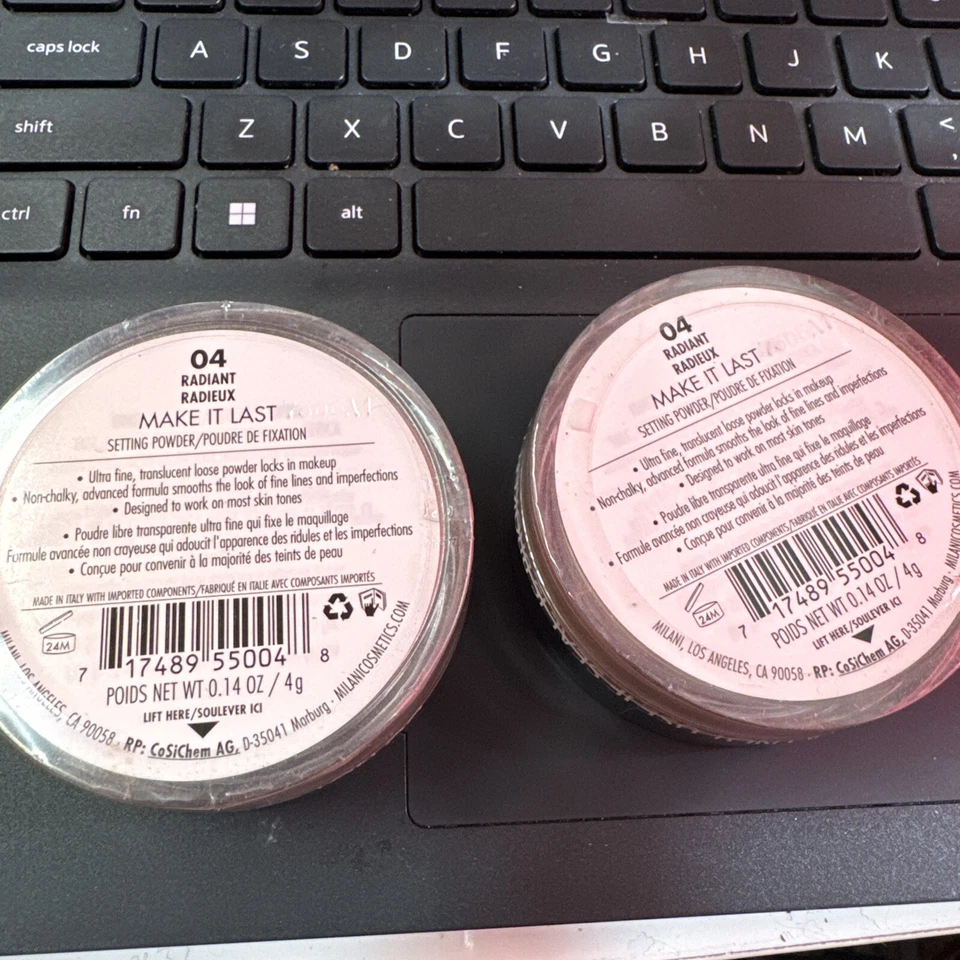 caps lock A S D F G H J K
shift Z X C V B N M <
,
ctrl fn alt
04
RADIANT
RADIEUX
MAKE IT LAST
SETTING POWDER/POUDRE DE FIXATION
• Ultra fine, translucent loose powder locks in makeup
• Non-chalky, advanced formula smooths the look of fine lines and imperfections
• Designed to work on most skin tones
• Poudre libre transparente ultra fine qui fixe le maquillage
Formule avancée non crayeuse qui adoucit l'apparence des ridules et les imperfections
• Conçue pour convenir à la majorité des teints de peau
MADE IN ITALY WITH IMPORTED COMPONENTS/FABRIQUÉ EN ITALIE AVEC COMPOSANTS IMPORTÉS
24M
7 17489 55004 8
POIDS NET WT 0.14 OZ / 4g
LIFT HERE/SOULEVER ICI
MILANI, LOS ANGELES, CA 90058 · RP: CoSiChem AG, D-35041 Marburg · MILANICOSMETICS.COM
04
RADIANT
RADIEUX
MAKE IT LAST
SETTING POWDER/POUDRE DE FIXATION
• Ultra fine, translucent loose powder locks in makeup
• Non-chalky, advanced formula smooths the look of fine lines and imperfections
• Designed to work on most skin tones
• Poudre libre transparente ultra fine qui fixe le maquillage
• Formule avancée non crayeuse qui adoucit l'apparence des ridules et les imperfections
• Conçue pour convenir à la majorité des teints de peau
MADE IN ITALY WITH IMPORTED COMPONENTS/FABRIQUÉ EN ITALIE AVEC COMPOSANTS IMPORTÉS
24M
7 17489 55004 8
POIDS NET WT 0.14 OZ / 4g
LIFT HERE/SOULEVER ICI
MILANI, LOS ANGELES, CA 90058 · RP: CoSiChem AG, D-35041 Marburg · MILANICOSMETICS.COM